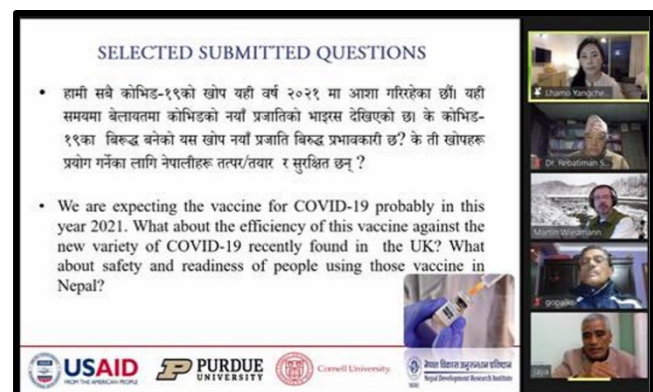 SELECTED SUBMITTED QUESTIONS
• हामी सबै कोभिड-१९को खोप यही वर्ष २०२१ मा आशा गरिरहेका छौं। यही
समयमा बेलायतमा कोभिडको नयाँ प्रजातिको भाइरस देखिएको छ। के कोभिड-
१९का बिरूद्ध बनेको यस खोप नयाँ प्रजाति बिरुद्ध प्रभावकारी छ? के ती खोपहरू
प्रयोग गर्नेका लागि नेपालीहरू तत्पर/तयार र सुरक्षित छन् ?
• We are expecting the vaccine for COVID-19 probably in this
year 2021. What about the efficiency of this vaccine against the
new variety of COVID-19 recently found in the UK? What
about safety and readiness of people using those vaccine in
Nepal?
USAID
FROM THE AMERICAN PEOPLE
PURDUE
UNIVERSITY
Cornell University
नेपाल विकास अनुसन्धान प्रतिष्ठान
Nepal Development Research Institute
Lhamo Yangche...
Dr. Rebatiman S...
Martin Wiedmann
gopalkc
Jaya